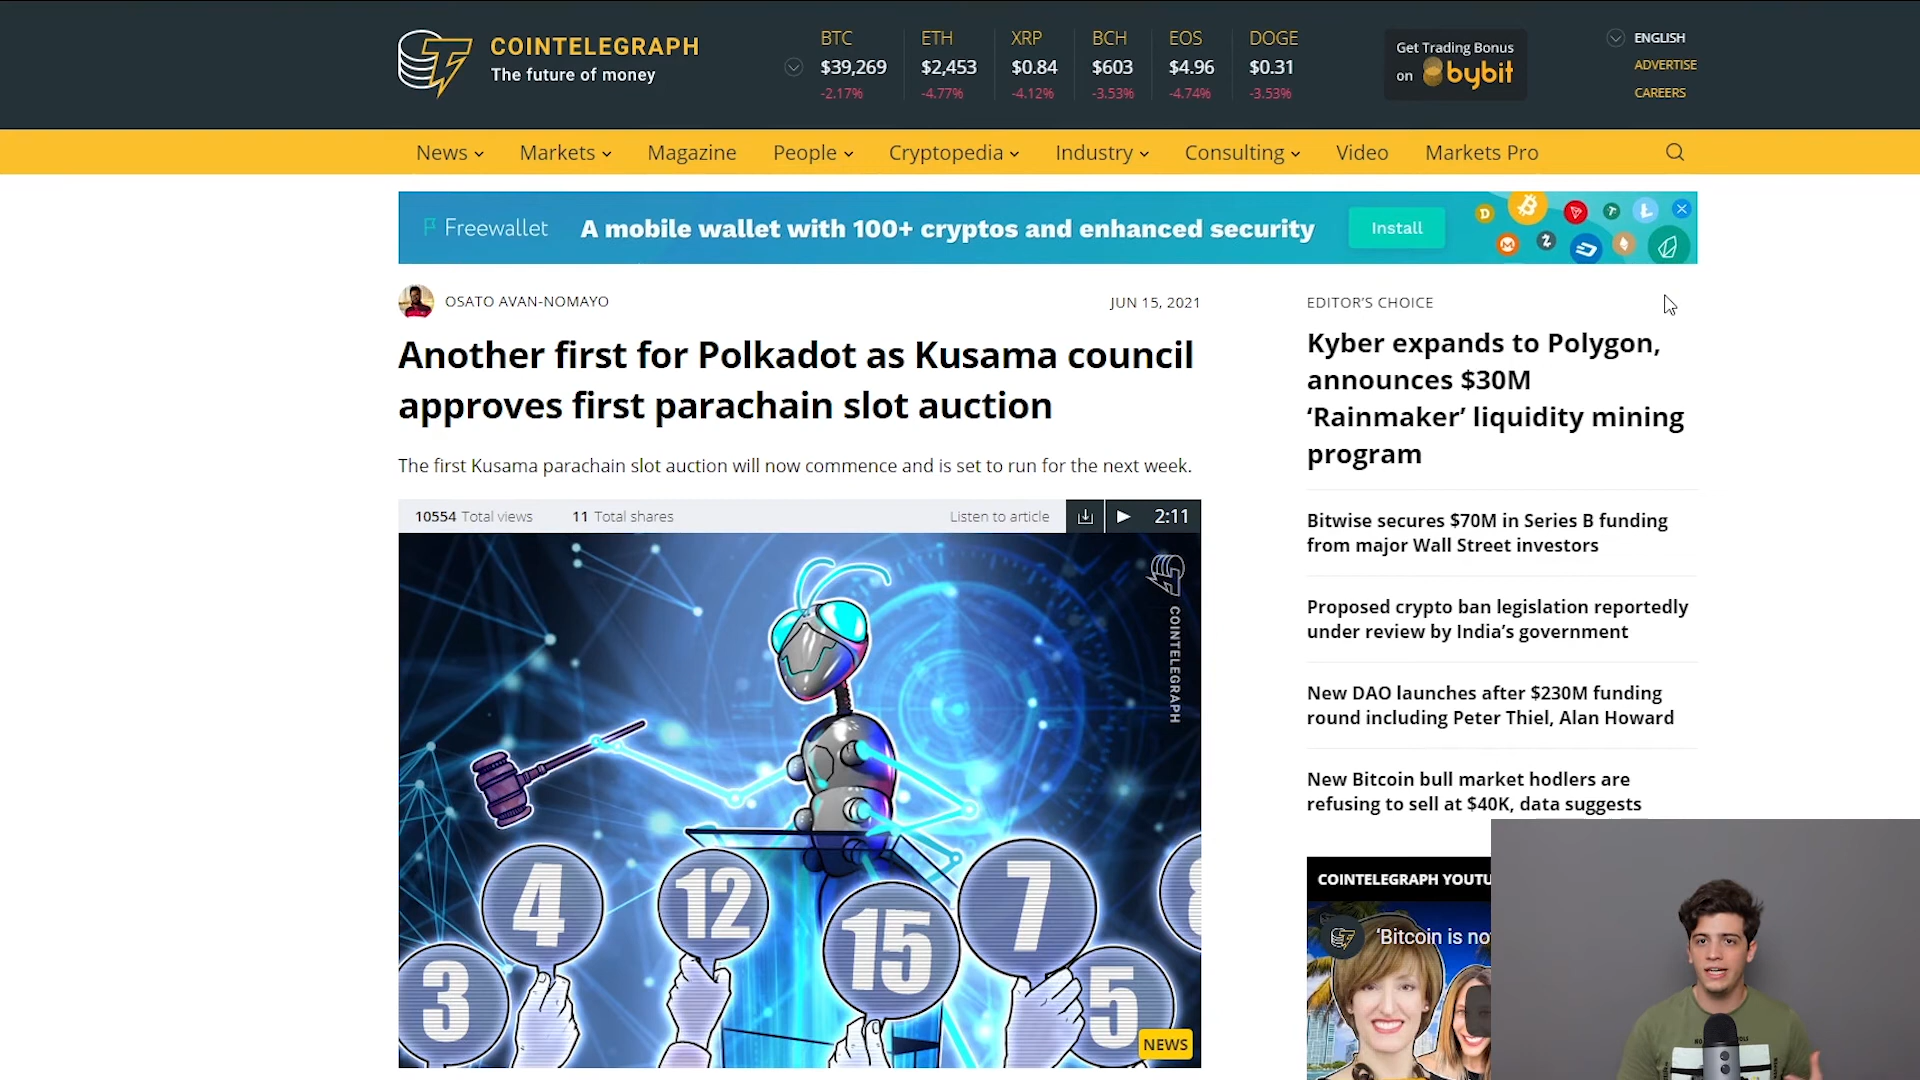 COINTELEGRAPH
The future of money
BTC
$39,269
-2.17%
ETH
$2,453
-4.77%
XRP
$0.84
-4.12%
BCH
$603
-3.53%
EOS
$4.96
-4.74%
DOGE
$0.31
-3.53%
Get Trading Bonus
on bybit
ENGLISH
ADVERTISE
CAREERS
News Markets Magazine People Cryptopedia Industry Consulting Video Markets Pro
Freewallet A mobile wallet with 100+ cryptos and enhanced security Install
OSATO AVAN-NOMAYO
JUN 15, 2021
Another first for Polkadot as Kusama council
approves first parachain slot auction
The first Kusama parachain slot auction will now commence and is set to run for the next week.
10554 Total views 11 Total shares Listen to article 2:11
COINTELEGRAPH
4
12
15
7
8
3
5
NEWS
EDITOR'S CHOICE
Kyber expands to Polygon,
announces $30M
‘Rainmaker’ liquidity mining
program
Bitwise secures $70M in Series B funding
from major Wall Street investors
Proposed crypto ban legislation reportedly
under review by India’s government
New DAO launches after $230M funding
round including Peter Thiel, Alan Howard
New Bitcoin bull market hodlers are
refusing to sell at $40K, data suggests
COINTELEGRAPH YOUTU
‘Bitcoin is no